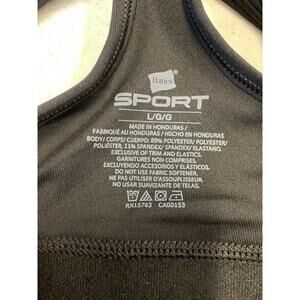 Hanes
SPORT
L/G/G
MADE IN HONDURAS /
FABRIQUÉ AU HONDURAS / HECHO EN HONDURAS
BODY/ CORPS/ CUERPO: 89% POLYESTER/ POLYESTER/
POLIÉSTER, 11% SPANDEX/ SPANDEX/ ELASTANO.
EXCLUSIVE OF TRIM AND ELASTICS.
GARNITURES NON COMPRISES.
EXCLUYENDO ACCESORIOS Y ELÁSTICOS.
DO NOT USE FABRIC SOFTENER.
NE PAS UTILISER D'ASSOUPLISSEUR.
NO USAR SUAVIZANTE DE TELAS.
RN15763 CA00153